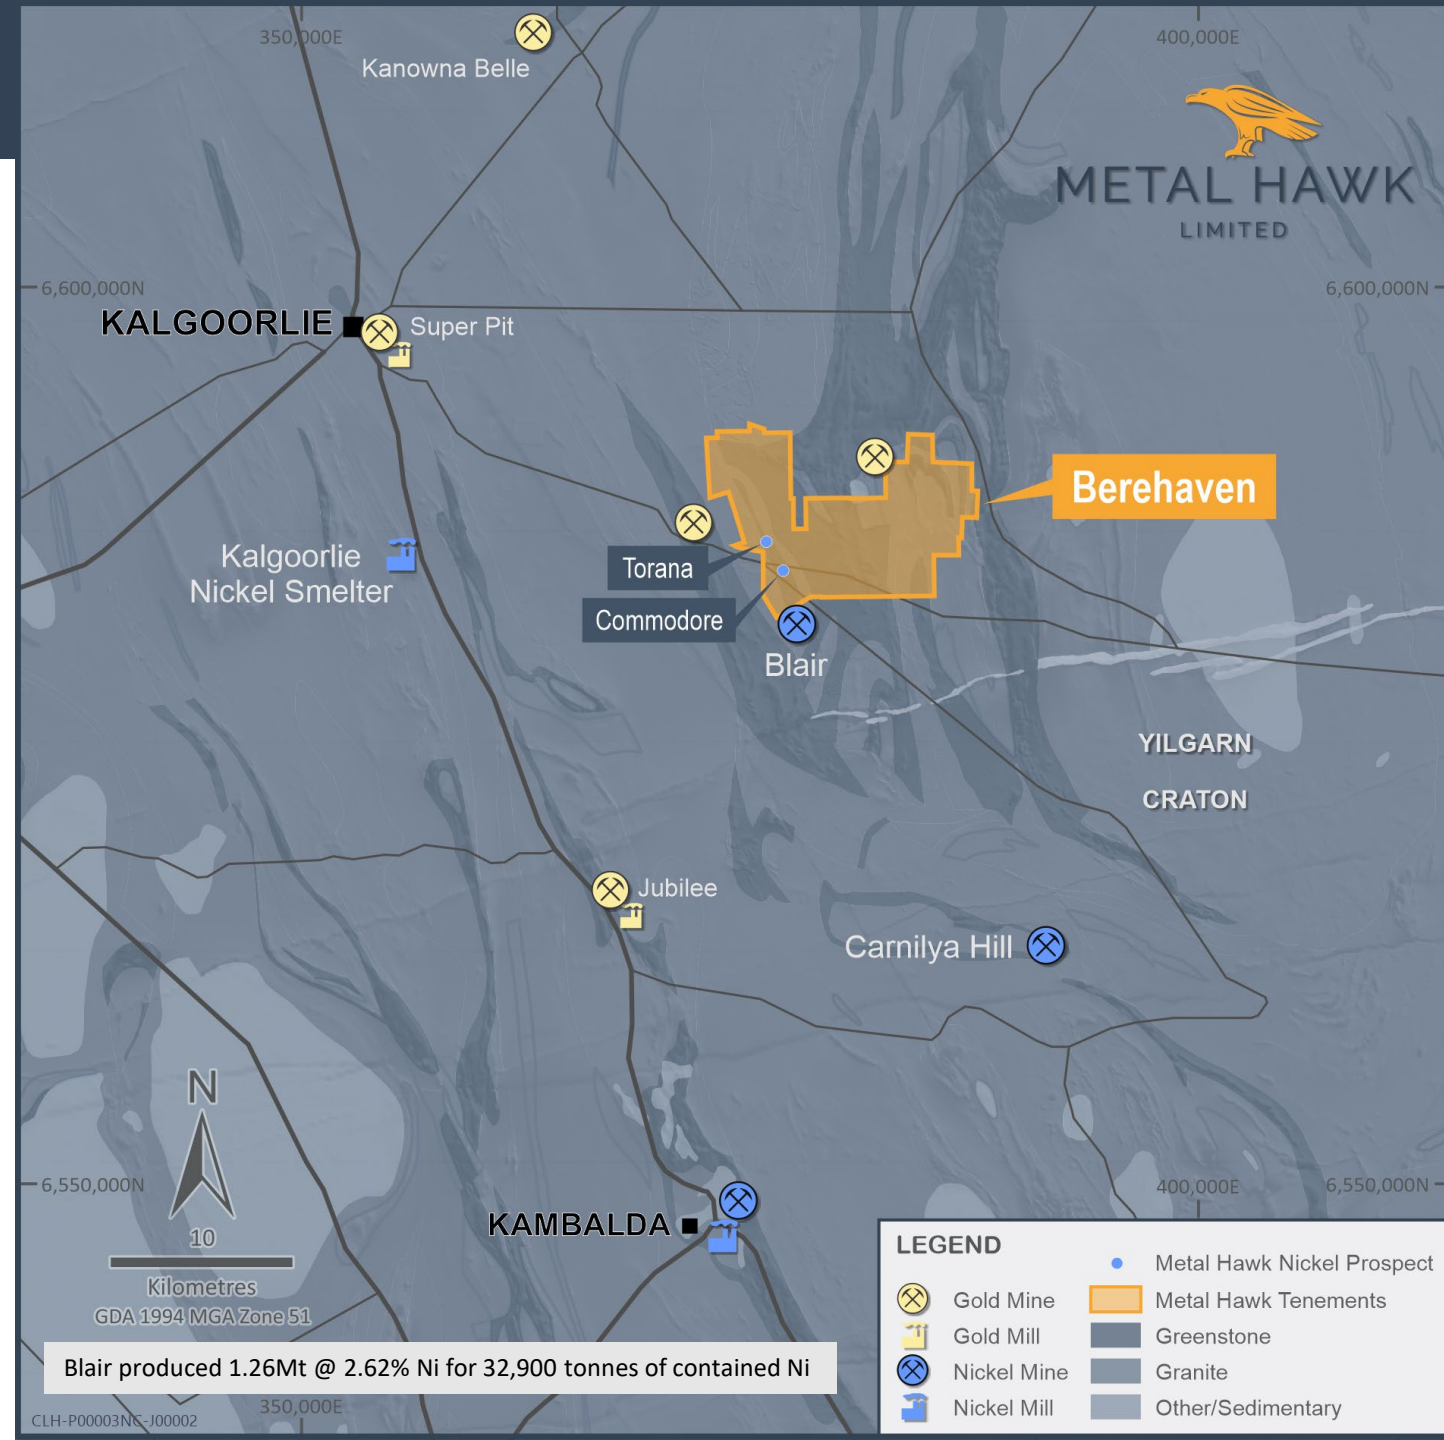 350,000E
400,000E
Kanowna Belle
METAL HAWK
LIMITED
6,600,000N
6,600,000N
KALGOORLIE
Super Pit
Berehaven
Kalgoorlie
Nickel Smelter
Torana
Commodore
Blair
YILGARN
CRATON
Jubilee
Carnilya Hill
N
6,550,000N
400,000E
6,550,000N
KAMBALDA
10
Kilometres
GDA 1994 MGA Zone 51
LEGEND
Gold Mine
Gold Mill
Nickel Mine
Nickel Mill
Metal Hawk Nickel Prospect
Metal Hawk Tenements
Greenstone
Granite
Other/Sedimentary
Blair produced 1.26Mt @ 2.62% Ni for 32,900 tonnes of contained Ni
350,000E
CLH-P00003NC-J00002